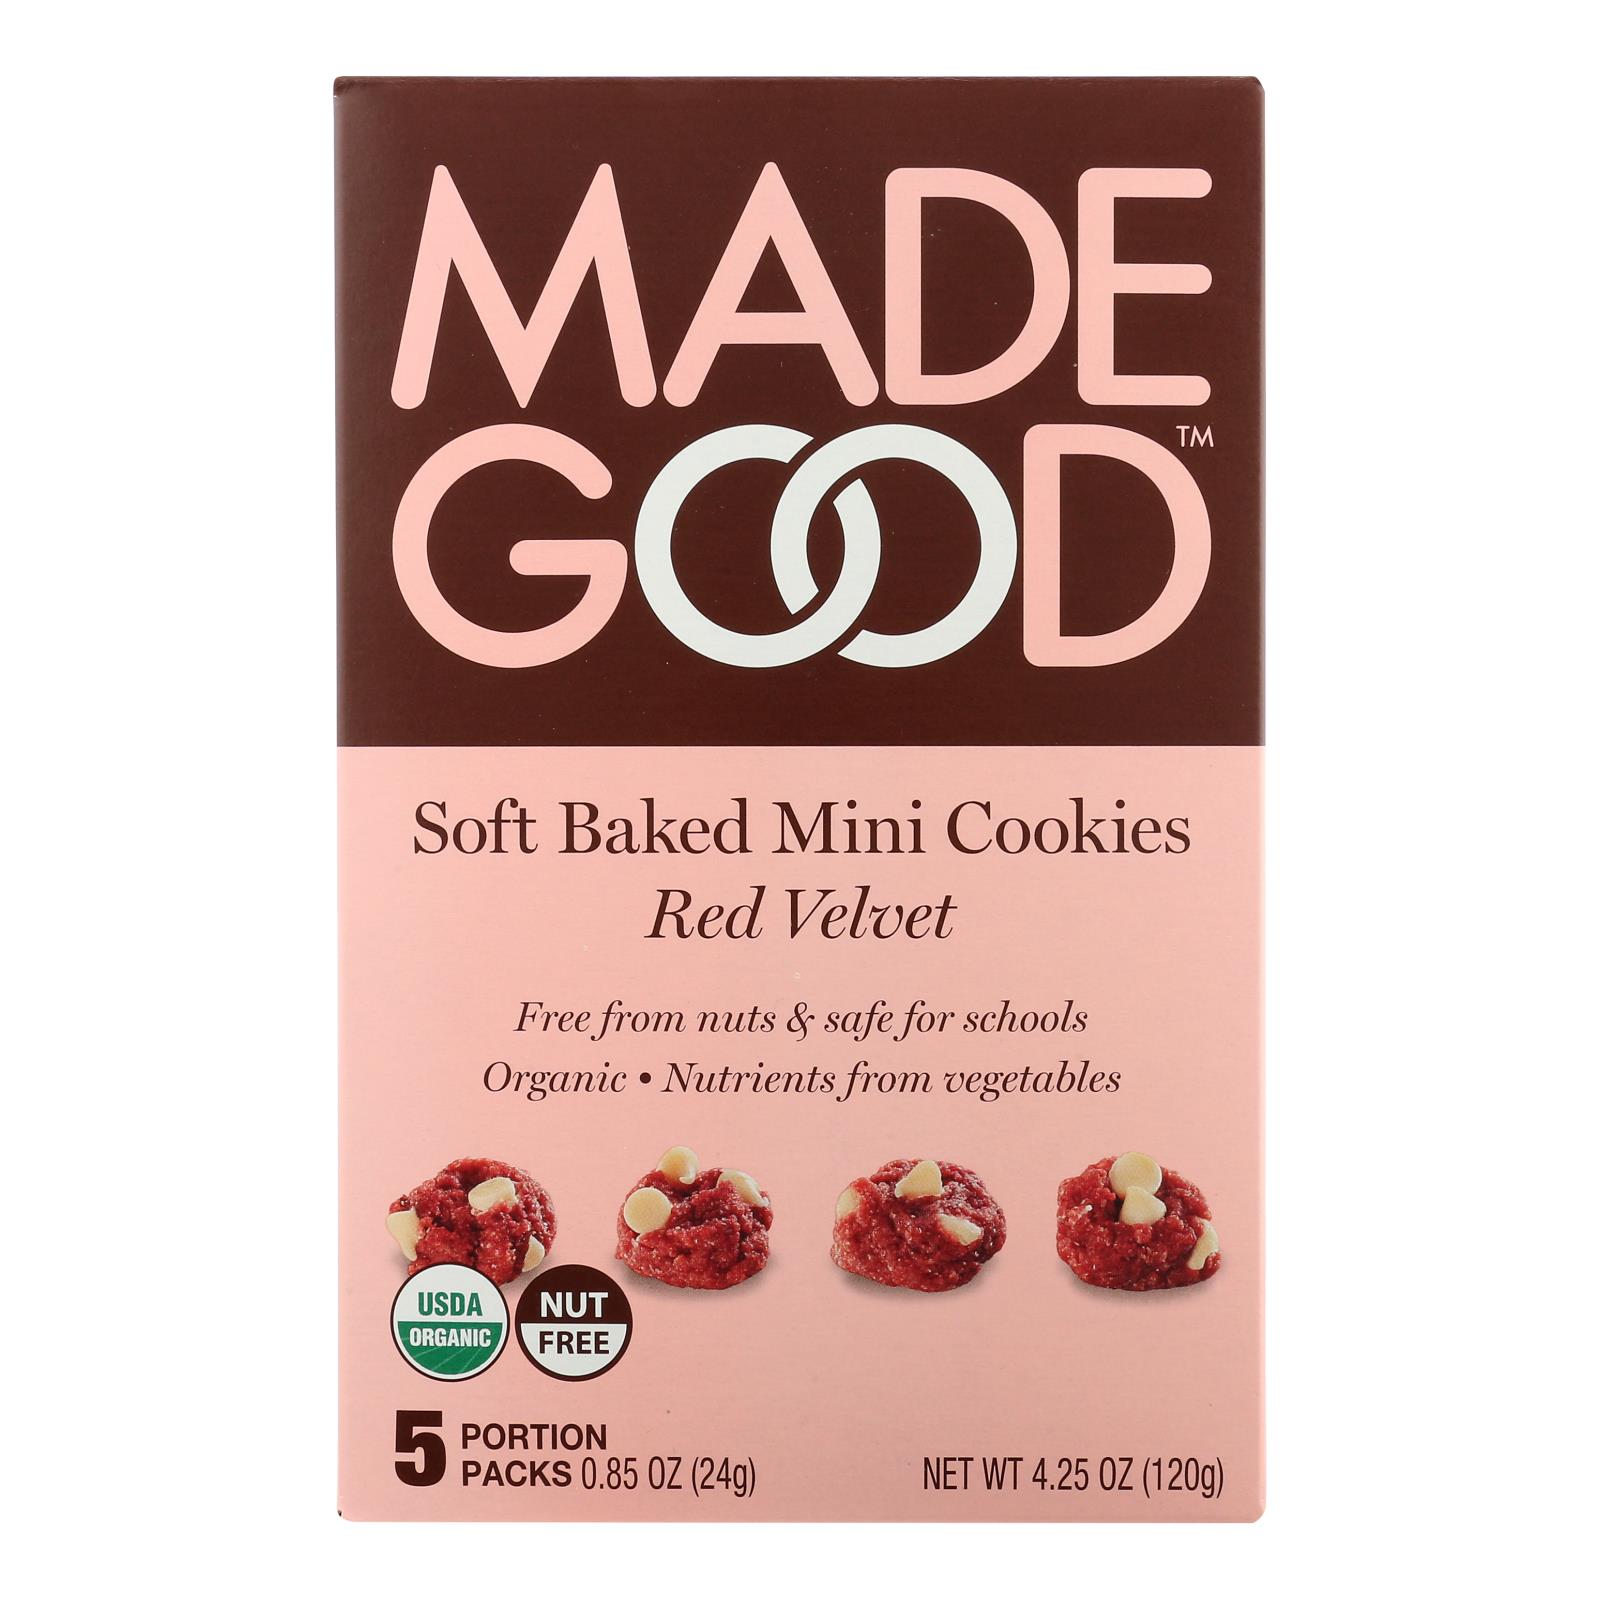 MADE
GOOD™
Soft Baked Mini Cookies
Red Velvet
Free from nuts & safe for schools
Organic • Nutrients from vegetables
USDA
ORGANIC
NUT
FREE
5 PORTION
PACKS 0.85 OZ (24g)
NET WT 4.25 OZ (120g)